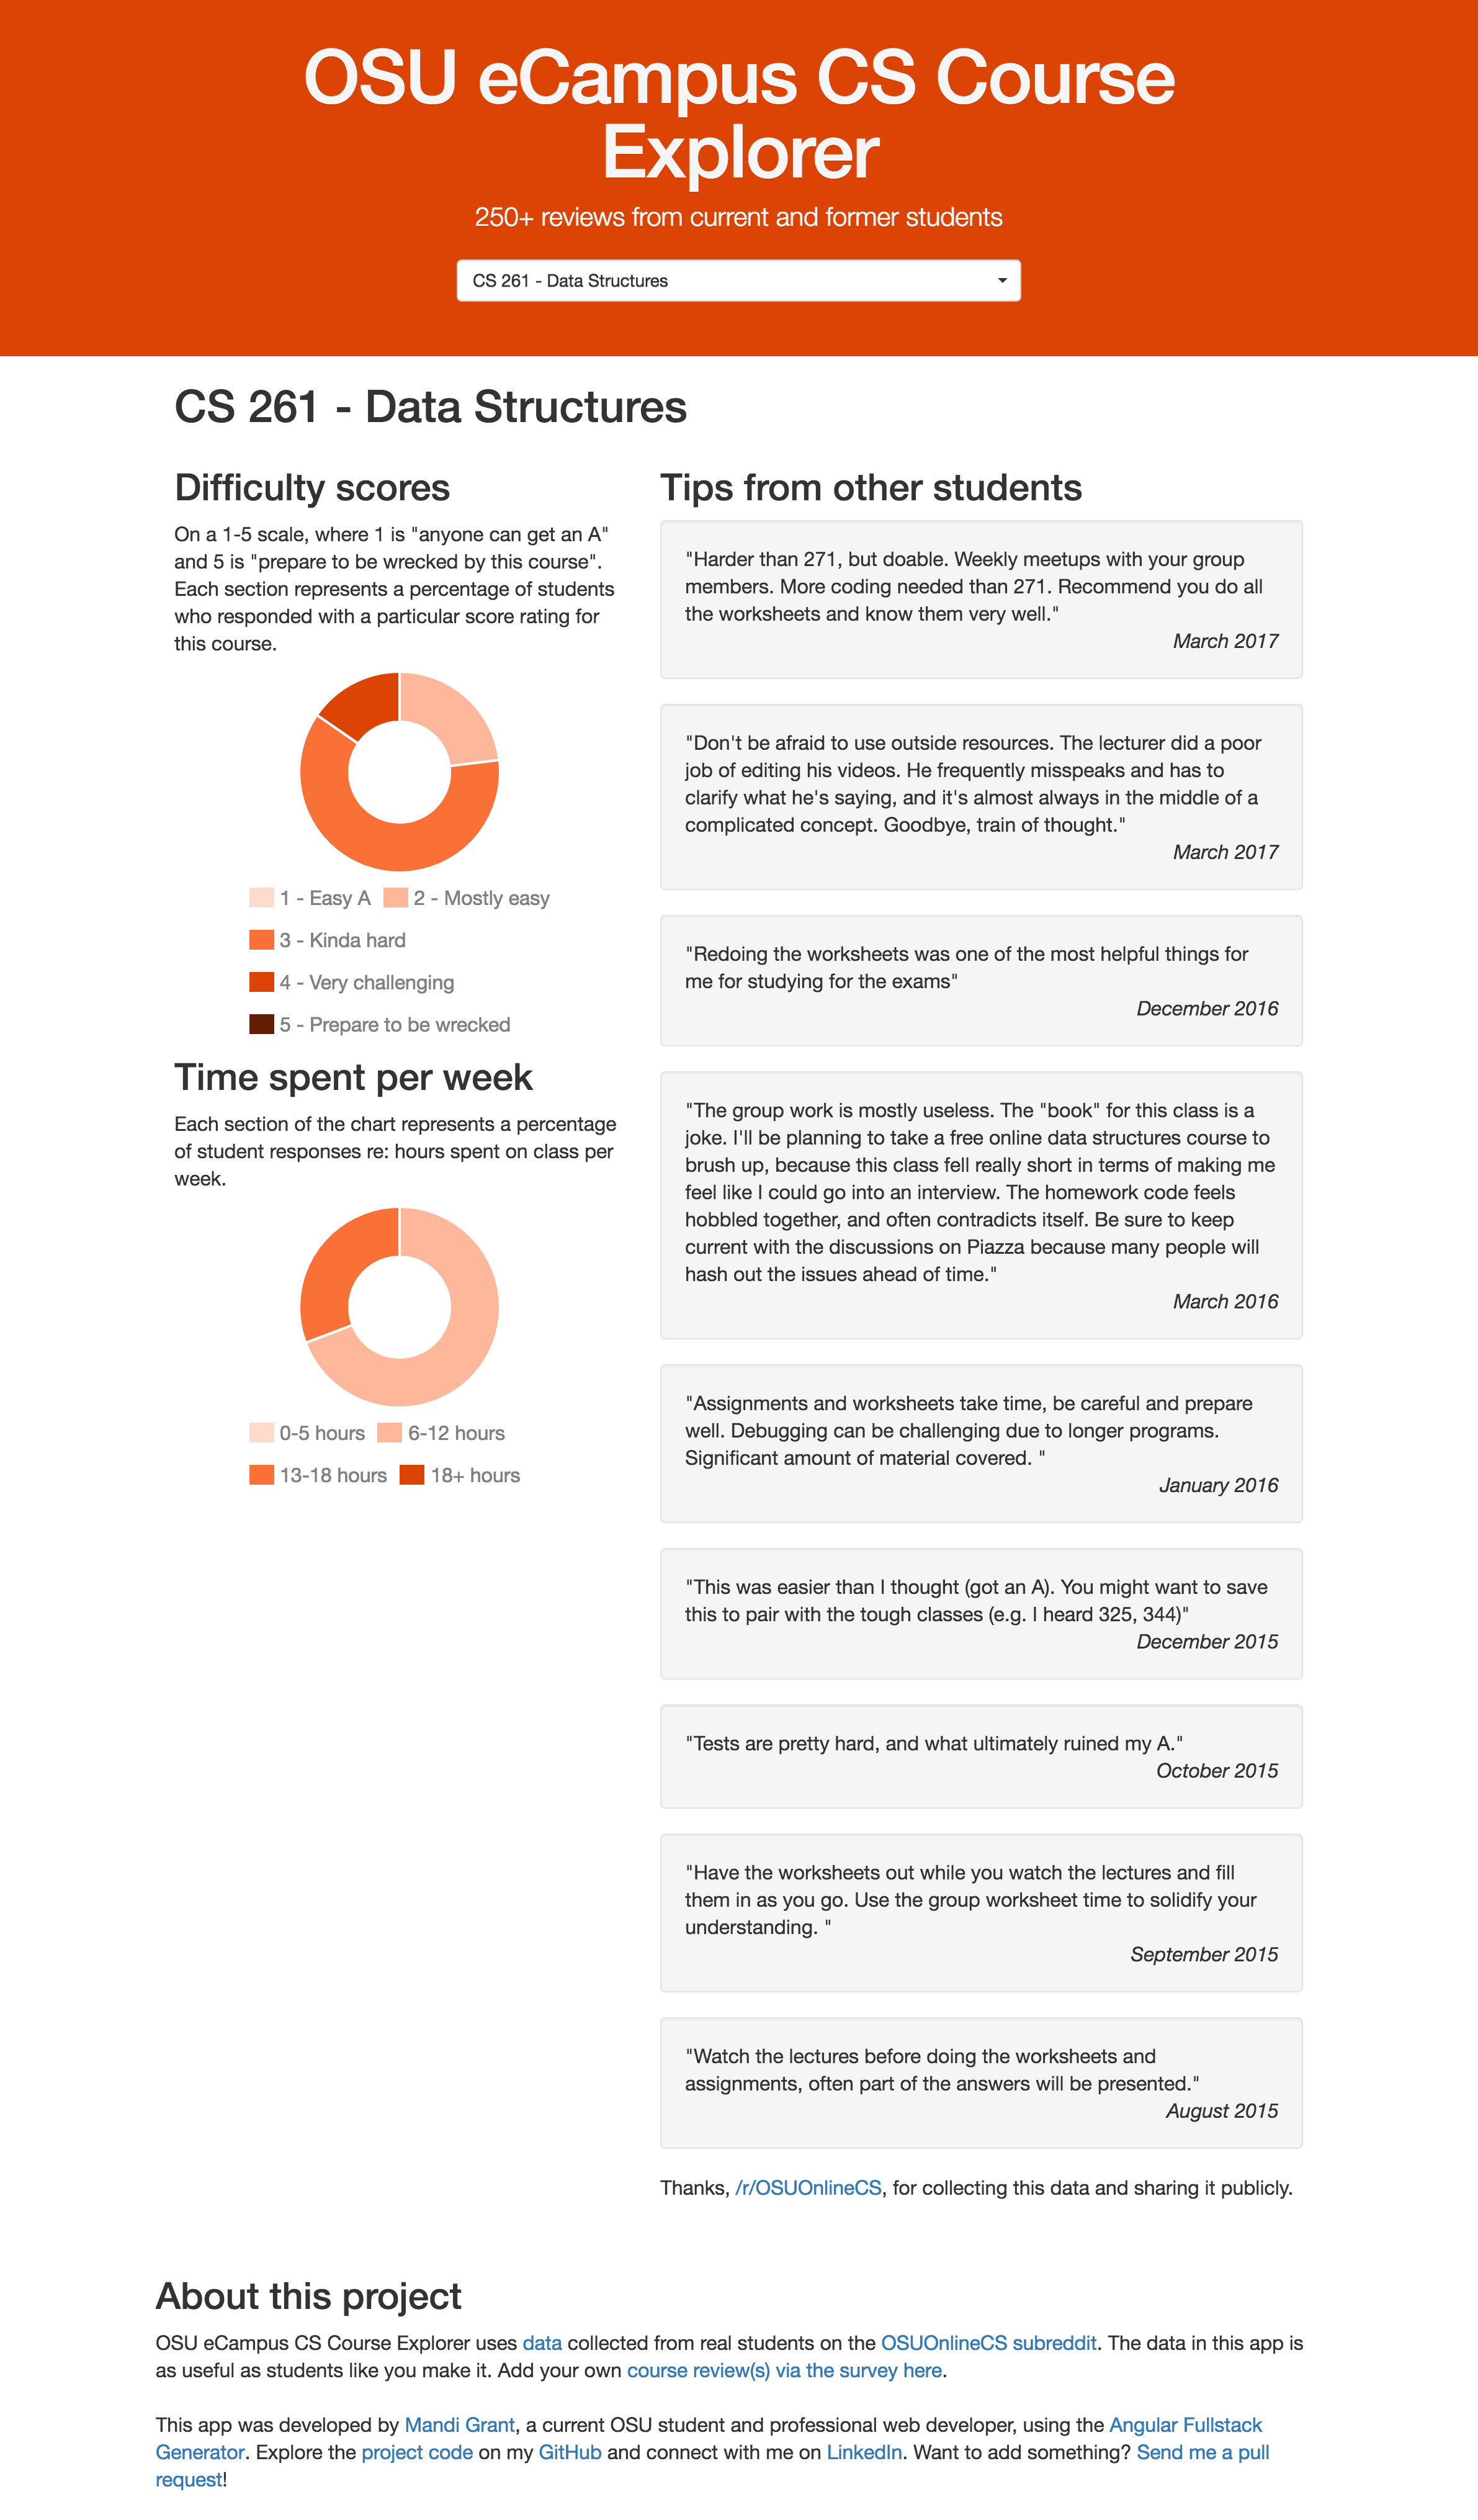 OSU eCampus CS Course
Explorer
250+ reviews from current and former students
CS 261 - Data Structures
CS 261 - Data Structures
Difficulty scores
On a 1-5 scale, where 1 is "anyone can get an A"
and 5 is "prepare to be wrecked by this course".
Each section represents a percentage of students
who responded with a particular score rating for
this course.
1 - Easy A 2 - Mostly easy
3 - Kinda hard
4 - Very challenging
5 - Prepare to be wrecked
Time spent per week
Each section of the chart represents a percentage
of student responses re: hours spent on class per
week.
0-5 hours 6-12 hours
13-18 hours 18+ hours
Tips from other students
"Harder than 271, but doable. Weekly meetups with your group
members. More coding needed than 271. Recommend you do all
the worksheets and know them very well."
March 2017
"Don't be afraid to use outside resources. The lecturer did a poor
job of editing his videos. He frequently misspeaks and has to
clarify what he's saying, and it's almost always in the middle of a
complicated concept. Goodbye, train of thought."
March 2017
"Redoing the worksheets was one of the most helpful things for
me for studying for the exams"
December 2016
"The group work is mostly useless. The "book" for this class is a
joke. I'll be planning to take a free online data structures course to
brush up, because this class fell really short in terms of making me
feel like I could go into an interview. The homework code feels
hobbled together, and often contradicts itself. Be sure to keep
current with the discussions on Piazza because many people will
hash out the issues ahead of time."
March 2016
"Assignments and worksheets take time, be careful and prepare
well. Debugging can be challenging due to longer programs.
Significant amount of material covered. "
January 2016
"This was easier than I thought (got an A). You might want to save
this to pair with the tough classes (e.g. I heard 325, 344)"
December 2015
"Tests are pretty hard, and what ultimately ruined my A."
October 2015
"Have the worksheets out while you watch the lectures and fill
them in as you go. Use the group worksheet time to solidify your
understanding. "
September 2015
"Watch the lectures before doing the worksheets and
assignments, often part of the answers will be presented."
August 2015
Thanks, /r/OSUOnlineCS, for collecting this data and sharing it publicly.
About this project
OSU eCampus CS Course Explorer uses data collected from real students on the OSUOnlineCS subreddit. The data in this app is
as useful as students like you make it. Add your own course review(s) via the survey here.
This app was developed by Mandi Grant, a current OSU student and professional web developer, using the Angular Fullstack
Generator. Explore the project code on my GitHub and connect with me on LinkedIn. Want to add something? Send me a pull
request!